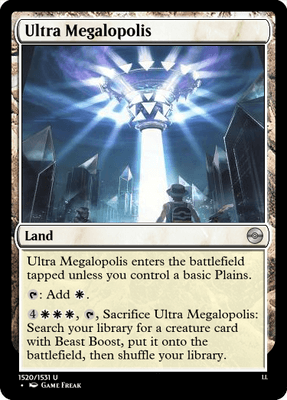 Ultra Megalopolis
Land
Ultra Megalopolis enters the battlefield
tapped unless you control a basic Plains.
: Add .
4, , Sacrifice Ultra Megalopolis:
Search your library for a creature card
with Beast Boost, put it onto the
battlefield, then shuffle your library.
1520/1531 U
LL
• Game Freak